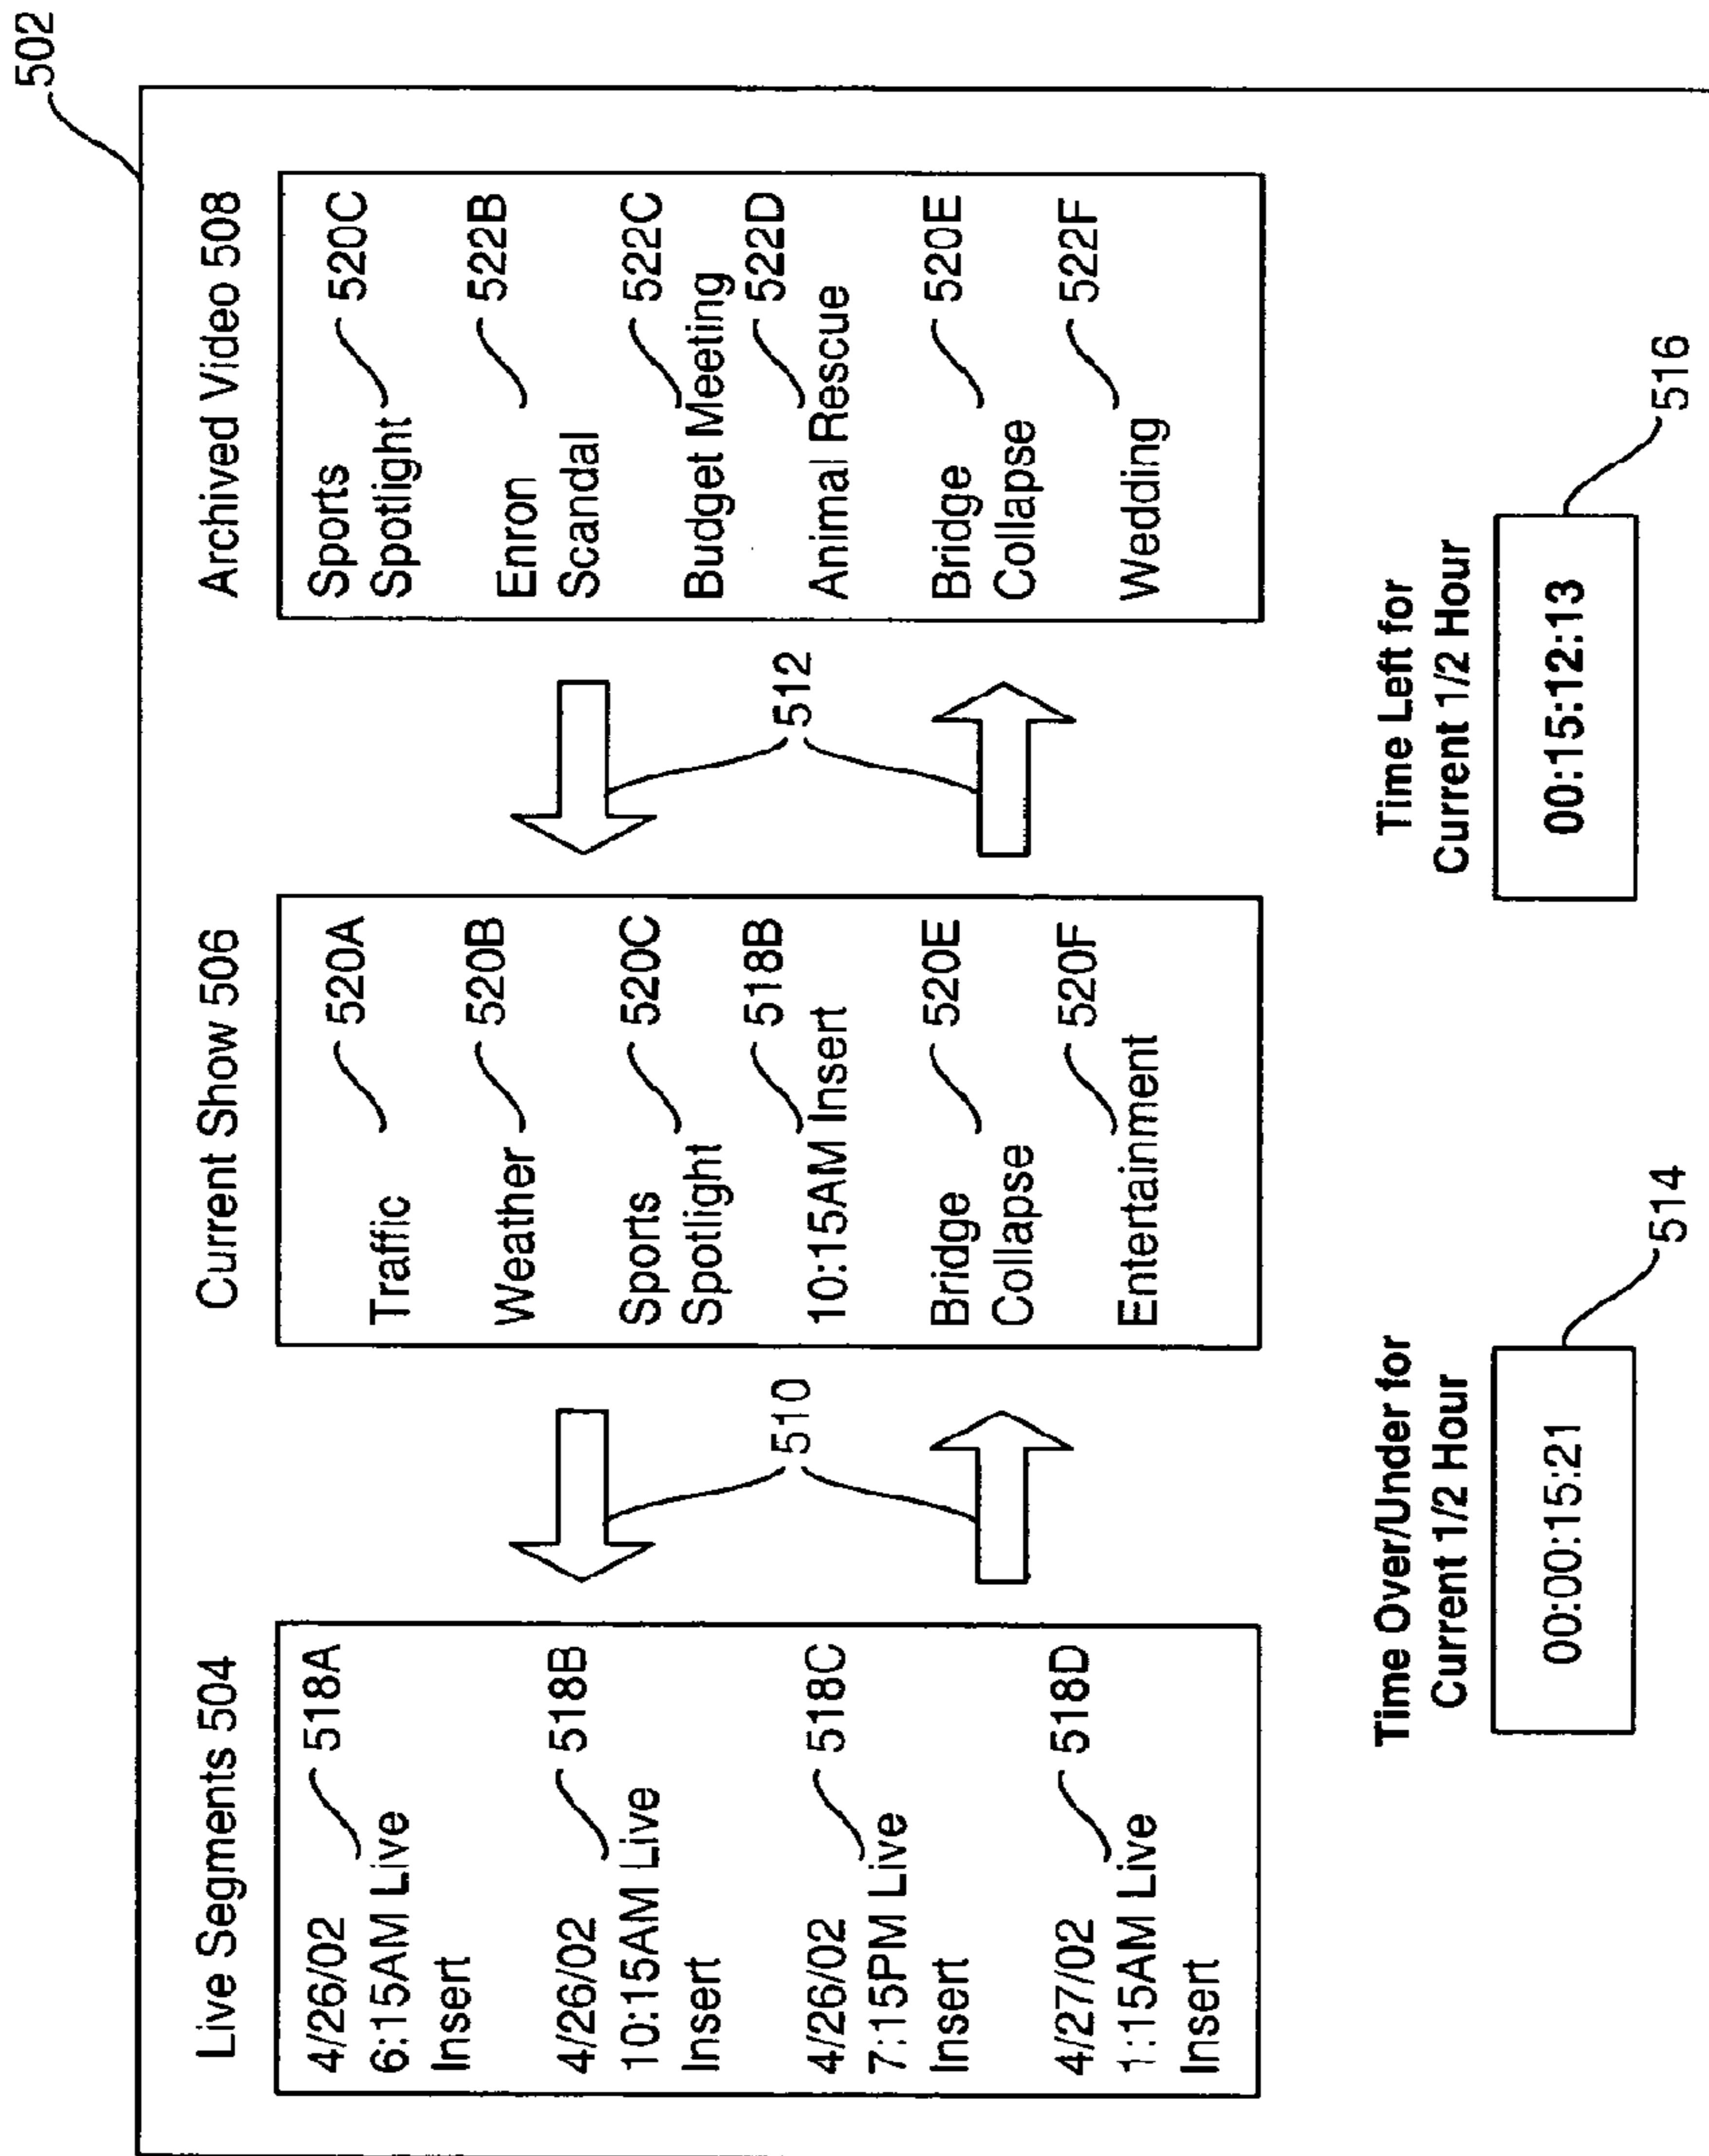 502
Live Segments 504
4/26/02
518A
6:15AM Live
Insert
4/26/02
518B
10:15AM Live
Insert
4/26/02
518C
7:15PM Live
Insert
4/27/02
518D
1:15AM Live
Insert
510
Current Show 506
520A
Traffic
520B
Weather
Sports
520C
Spotlight
518B
10:15AM Insert
Bridge
520E
Collapse
520F
Entertainment
512
Archived Video 508
Sports
520C
Spotlight
Enron
522B
Scandal
522C
Budget Meeting
522D
Animal Rescue
Bridge
520E
Collapse
522F
Wedding
Time Over/Under for
Current 1/2 Hour
00:00:15:21
514
Time Left for
Current 1/2 Hour
00:15:12:13
516